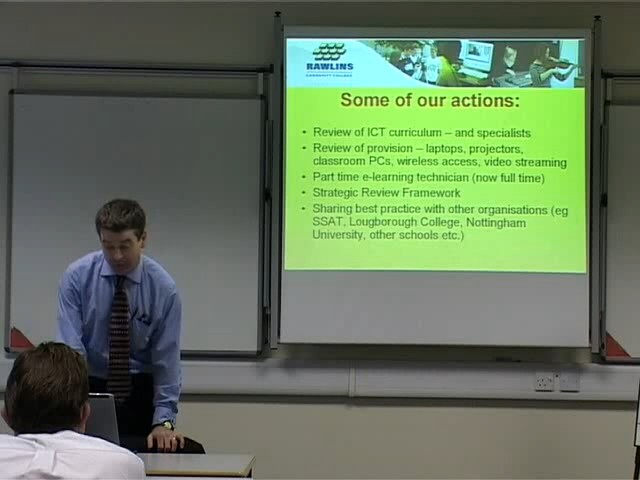 RAWLINS
COMMUNITY COLLEGE
Some of our actions:
• Review of ICT curriculum – and specialists
• Review of provision – laptops, projectors,
classroom PCs, wireless access, video streaming
• Part time e-learning technician (now full time)
• Strategic Review Framework
• Sharing best practice with other organisations (eg
SSAT, Lougborough College, Nottingham
University, other schools etc.)